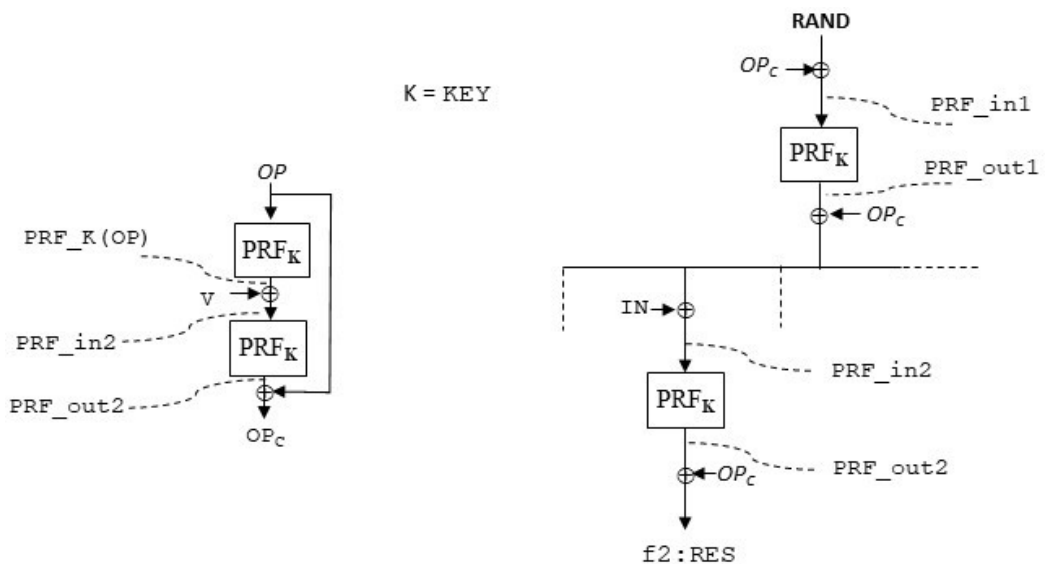 RAND
OPC
K = KEY
PRF_in1
PRFK
OP
PRF_out1
OPC
PRF_K(OP)
PRFK
V
IN
PRF_in2
PRFK
PRF_in2
PRFK
PRF_out2
OPC
PRF_out2
OPC
f2:RES